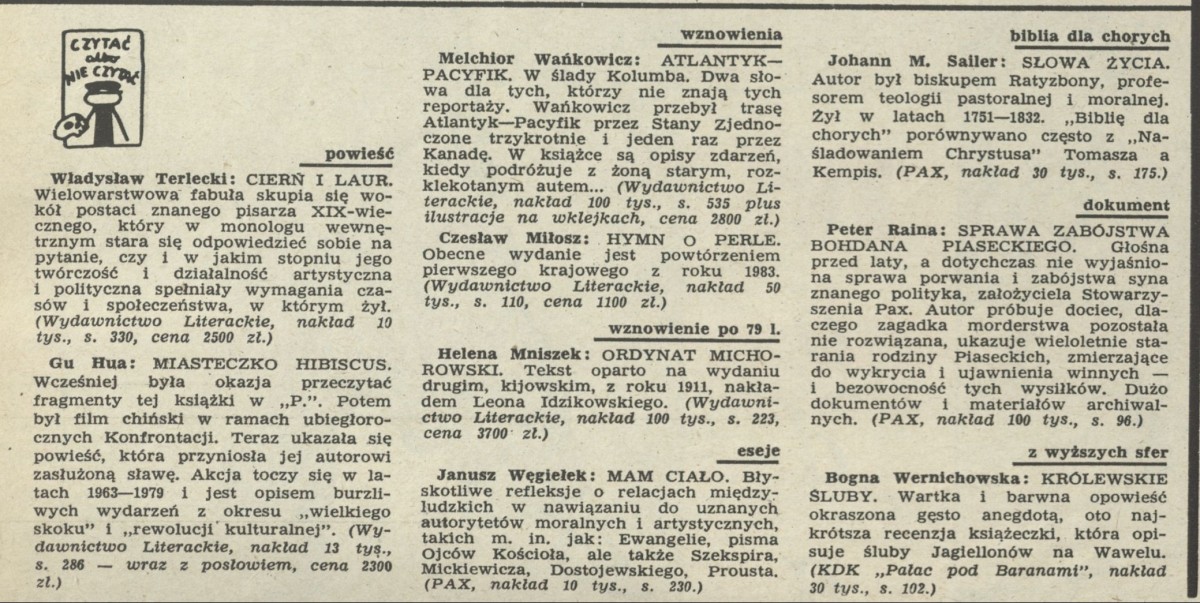 CZYTAĆ
albo
NIE CZYTAĆ
powieść
Władysław Terlecki: CIERŃ I LAUR.
Wielowarstwowa fabuła skupia się wo-
kół postaci znanego pisarza XIX-wie-
cznego, który w monologu wewnę-
trznym stara się odpowiedzieć sobie na
pytanie, czy i w jakim stopniu jego
twórczość i działalność artystyczna
i polityczna spełniały wymagania cza-
sów i społeczeństwa, w którym żył.
(Wydawnictwo Literackie, nakład 10
tys., s. 330, cena 2500 zł.)
Gu Hua: MIASTECZKO HIBISCUS.
Wcześniej była okazja przeczytać
fragmenty tej książki w „P.”. Potem
był film chiński w ramach ubiegłoro-
cznych Konfrontacji. Teraz ukazała się
powieść, która przyniosła jej autorowi
zasłużoną sławę. Akcja toczy się w la-
tach 1963—1979 i jest opisem burzli-
wych wydarzeń z okresu „wielkiego
skoku” i „rewolucji kulturalnej”. (Wy-
dawnictwo Literackie, nakład 13 tys.,
s. 286 — wraz z posłowiem, cena 2300
zł.)
wznowienia
Melchior Wańkowicz: ATLANTYK—
PACYFIK. W ślady Kolumba. Dwa sło-
wa dla tych, którzy nie znają tych
reportaży. Wańkowicz przebył trasę
Atlantyk—Pacyfik przez Stany Zjedno-
czone trzykrotnie i jeden raz przez
Kanadę. W książce są opisy zdarzeń,
kiedy podróżuje z żoną starym, roz-
klekotanym autem... (Wydawnictwo Li-
terackie, nakład 100 tys., s. 535 plus
ilustracje na wklejkach, cena 2800 zł.)
Czesław Miłosz: HYMN O PERLE.
Obecne wydanie jest powtórzeniem
pierwszego krajowego z roku 1983.
(Wydawnictwo Literackie, nakład 50
tys., s. 110, cena 1100 zł.)
wznowienie po 79 l.
Helena Mniszek: ORDYNAT MICHO-
ROWSKI. Tekst oparto na wydaniu
drugim, kijowskim, z roku 1911, nakła-
dem Leona Idzikowskiego. (Wydawni-
ctwo Literackie, nakład 100 tys., s. 223,
cena 3700 zł.)
eseje
Janusz Węgiełek: MAM CIAŁO. Bły-
skotliwe refleksje o relacjach między-
ludzkich w nawiązaniu do uznanych
autorytetów moralnych i artystycznych,
takich m. in. jak: Ewangelie, pisma
Ojców Kościoła, ale także Szekspira,
Mickiewicza, Dostojewskiego, Prousta.
(PAX, nakład 10 tys., s. 230.)
biblia dla chorych
Johann M. Sailer: SŁOWA ŻYCIA.
Autor był biskupem Ratyzbony, profe-
sorem teologii pastoralnej i moralnej.
Żył w latach 1751—1832. „Biblię dla
chorych” porównywano często z „Na-
śladowaniem Chrystusa” Tomasza a
Kempis. (PAX, nakład 30 tys., s. 175.)
dokument
Peter Raina: SPRAWA ZABÓJSTWA
BOHDANA PIASECKIEGO. Głośna
przed laty, a dotychczas nie wyjaśnio-
na sprawa porwania i zabójstwa syna
znanego polityka, założyciela Stowarzy-
szenia Pax. Autor próbuje dociec, dla-
czego zagadka morderstwa pozostała
nie rozwiązana, ukazuje wieloletnie sta-
rania rodziny Piaseckich, zmierzające
do wykrycia i ujawnienia winnych —
i bezowocność tych wysiłków. Dużo
dokumentów i materiałów archiwal-
nych. (PAX, nakład 100 tys., s. 96.)
z wyższych sfer
Bogna Wernichowska: KRÓLEWSKIE
ŚLUBY. Wartka i barwna opowieść
okraszona gęsto anegdotą, oto naj-
krótsza recenzja książeczki, która opi-
suje śluby Jagiellonów na Wawelu.
(KDK „Pałac pod Baranami”, nakład
30 tys., s. 102.)